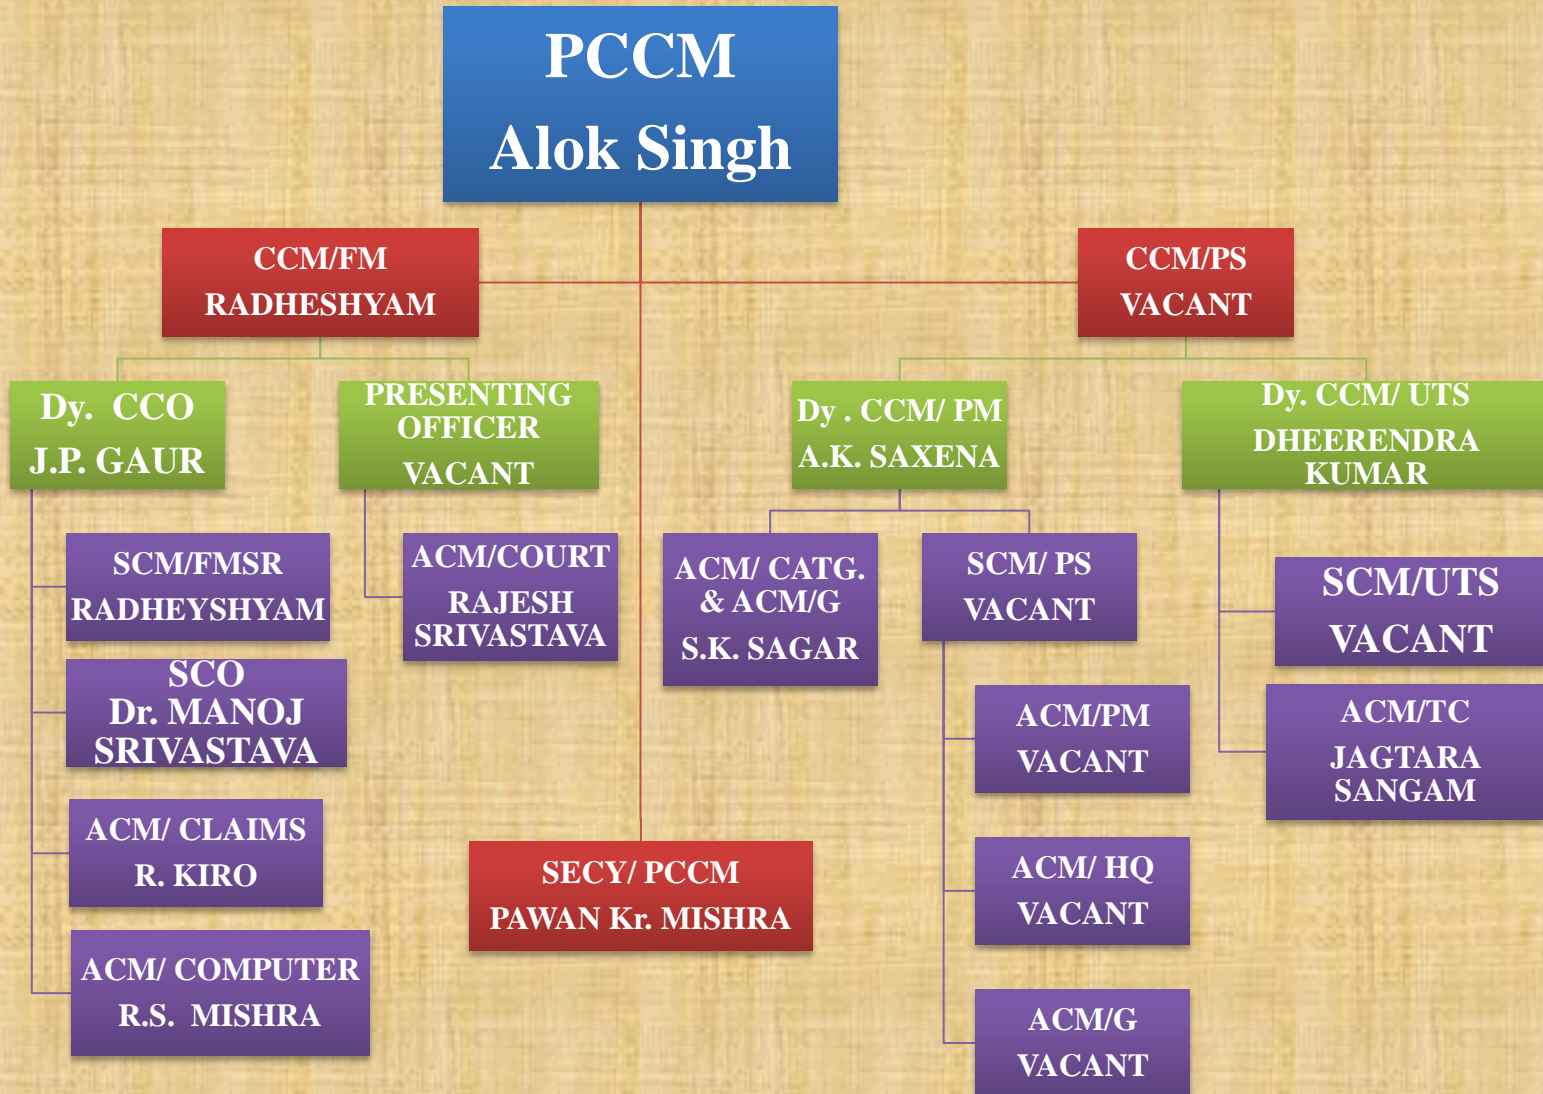 PCCM
Alok Singh
CCM/FM
RADHESHYAM
CCM/PS
VACANT
Dy. CCO
J.P. GAUR
PRESENTING
OFFICER
VACANT
Dy . CCM/ PM
A.K. SAXENA
Dy. CCM/ UTS
DHEERENDRA
KUMAR
SCM/FMSR
RADHEYSHYAM
ACM/COURT
RAJESH
SRIVASTAVA
ACM/ CATG.
& ACM/G
S.K. SAGAR
SCM/ PS
VACANT
SCM/UTS
VACANT
SCO
Dr. MANOJ
SRIVASTAVA
ACM/PM
VACANT
ACM/TC
JAGTARA
SANGAM
ACM/ CLAIMS
R. KIRO
SECY/ PCCM
PAWAN Kr. MISHRA
ACM/ HQ
VACANT
ACM/ COMPUTER
R.S. MISHRA
ACM/G
VACANT